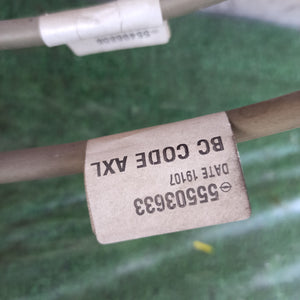 BC CODE AXL
DATE 19107
55503633